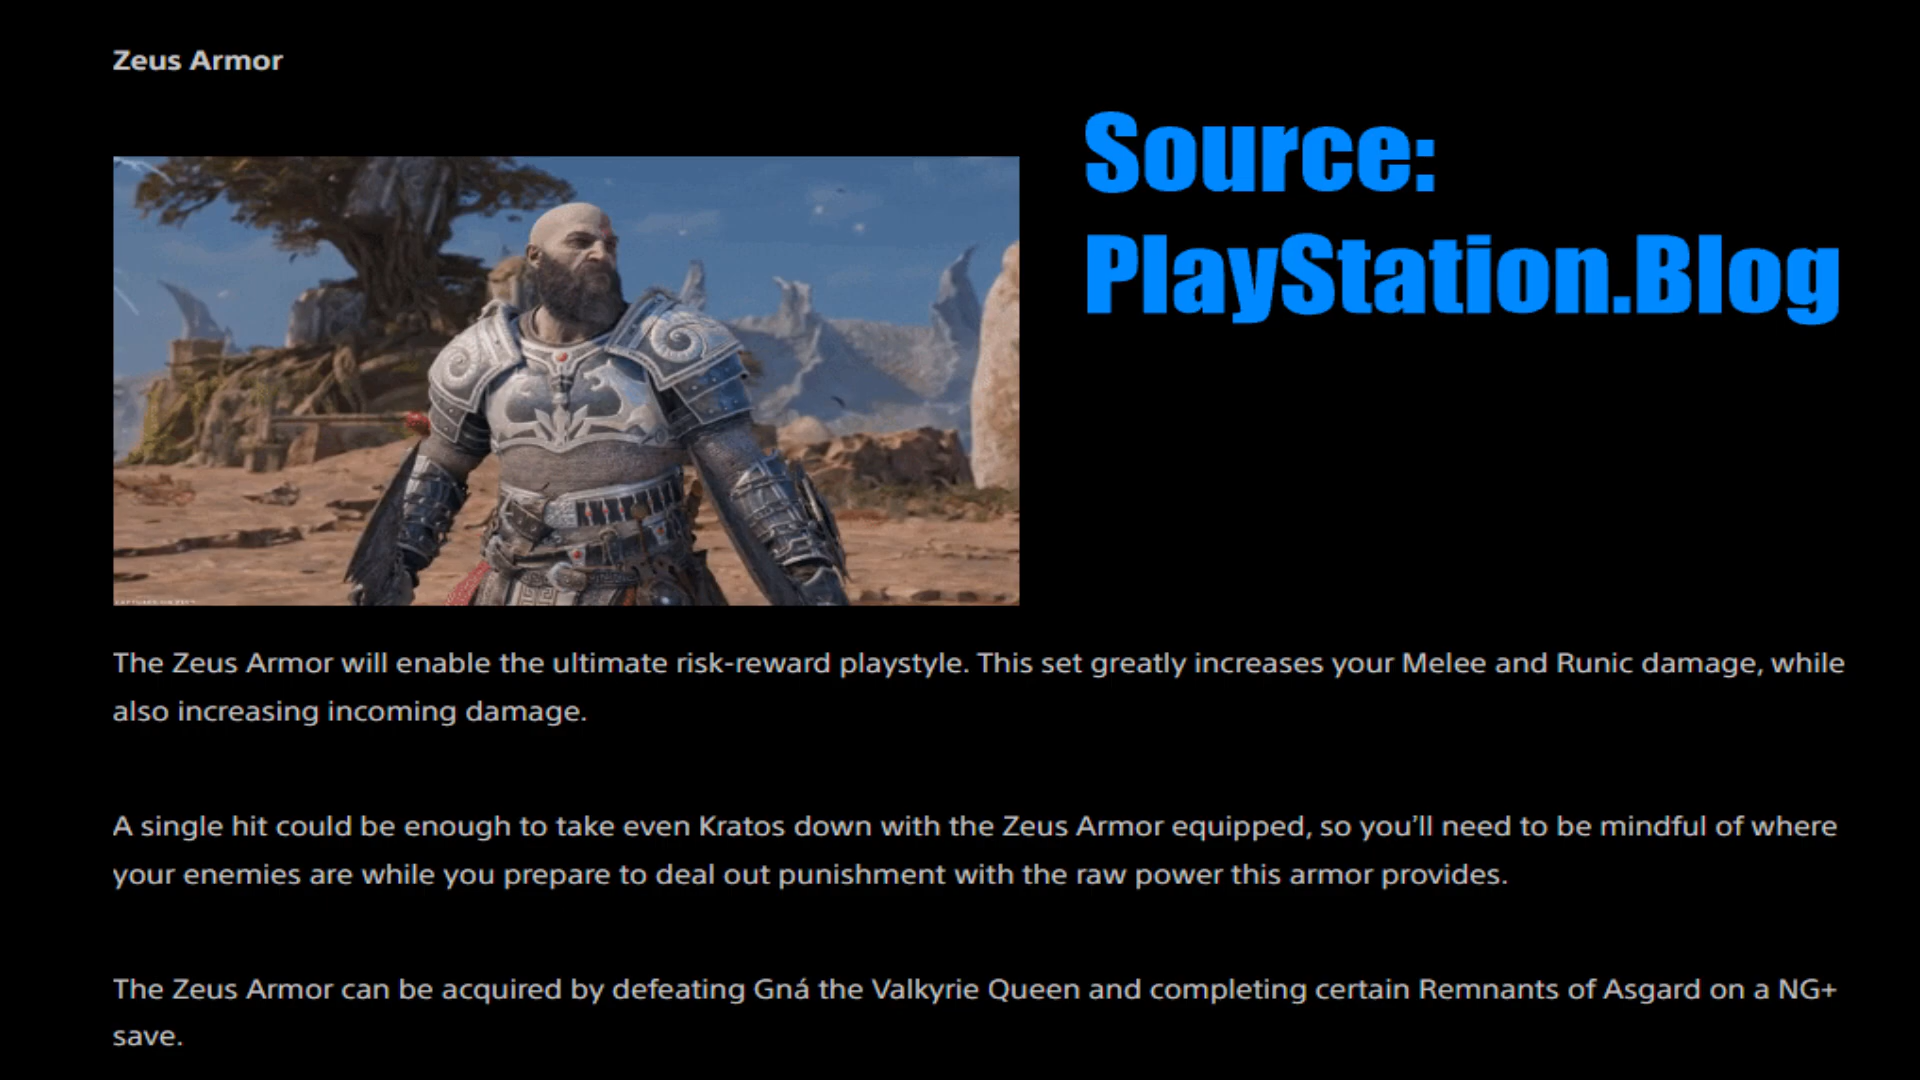 Zeus Armor
Source:
PlayStation.Blog
The Zeus Armor will enable the ultimate risk-reward playstyle. This set greatly increases your Melee and Runic damage, while
also increasing incoming damage.
A single hit could be enough to take even Kratos down with the Zeus Armor equipped, so you’ll need to be mindful of where
your enemies are while you prepare to deal out punishment with the raw power this armor provides.
The Zeus Armor can be acquired by defeating Gná the Valkyrie Queen and completing certain Remnants of Asgard on a NG+
save.